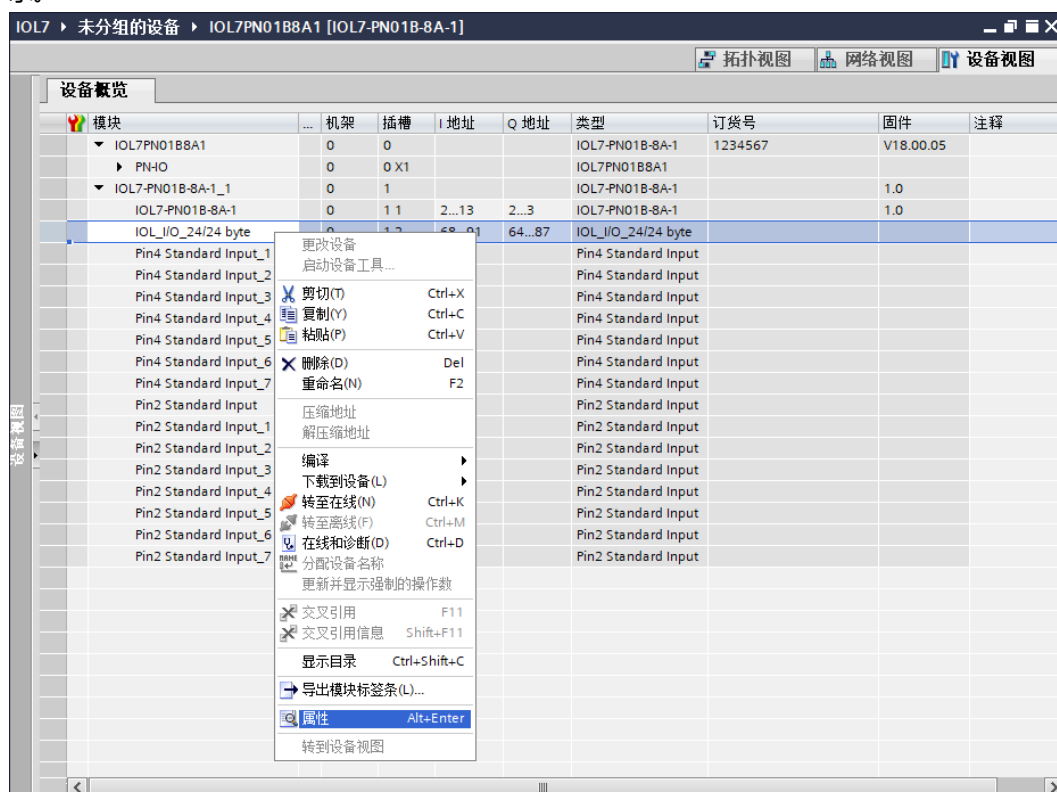 IOL7 ▸ 未分组的设备 ▸ IOL7PN01B8A1 [IOL7-PN01B-8A-1]
拓扑视图 网络视图 设备视图
设备概览
模块 ... 机架 插槽 I 地址 Q 地址 类型 订货号 固件 注释
IOL7PN01B8A1 0 0 IOL7-PN01B-8A-1 1234567 V18.00.05
PN-IO 0 0 X1 IOL7PN01B8A1
IOL7-PN01B-8A-1_1 0 1 IOL7-PN01B-8A-1 1.0
IOL7-PN01B-8A-1 0 1 1 2...13 2...3 IOL7-PN01B-8A-1 1.0
IOL_I/O_24/24 byte 0 1 2 68...91 64...87 IOL_I/O_24/24 byte
Pin4 Standard Input_1 Pin4 Standard Input
Pin4 Standard Input_2 Pin4 Standard Input
Pin4 Standard Input_3 Pin4 Standard Input
Pin4 Standard Input_4 Pin4 Standard Input
Pin4 Standard Input_5 Pin4 Standard Input
Pin4 Standard Input_6 Pin4 Standard Input
Pin4 Standard Input_7 Pin4 Standard Input
Pin2 Standard Input Pin2 Standard Input
Pin2 Standard Input_1 Pin2 Standard Input
Pin2 Standard Input_2 Pin2 Standard Input
Pin2 Standard Input_3 Pin2 Standard Input
Pin2 Standard Input_4 Pin2 Standard Input
Pin2 Standard Input_5 Pin2 Standard Input
Pin2 Standard Input_6 Pin2 Standard Input
Pin2 Standard Input_7 Pin2 Standard Input
更改设备
启动设备工具...
剪切(T) Ctrl+X
复制(Y) Ctrl+C
粘贴(P) Ctrl+V
删除(D) Del
重命名(N) F2
压缩地址
解压缩地址
编译
下载到设备(L)
转至在线(N) Ctrl+K
转至离线(F) Ctrl+M
在线和诊断(D) Ctrl+D
分配设备名称
更新并显示强制的操作数
交叉引用 F11
交叉引用信息 Shift+F11
显示目录 Ctrl+Shift+C
导出模块标签条(L)...
属性 Alt+Enter
转到设备视图
设备视图